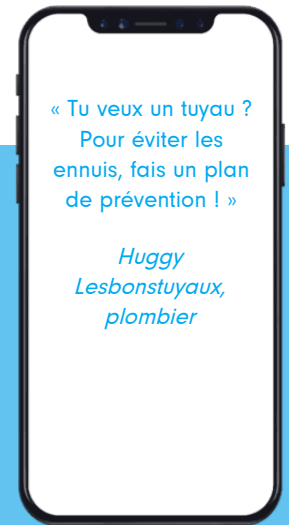 « Tu veux un tuyau ?
Pour éviter les
ennuis, fais un plan
de prévention ! »
Huggy
Lesbonstuyaux,
plombier